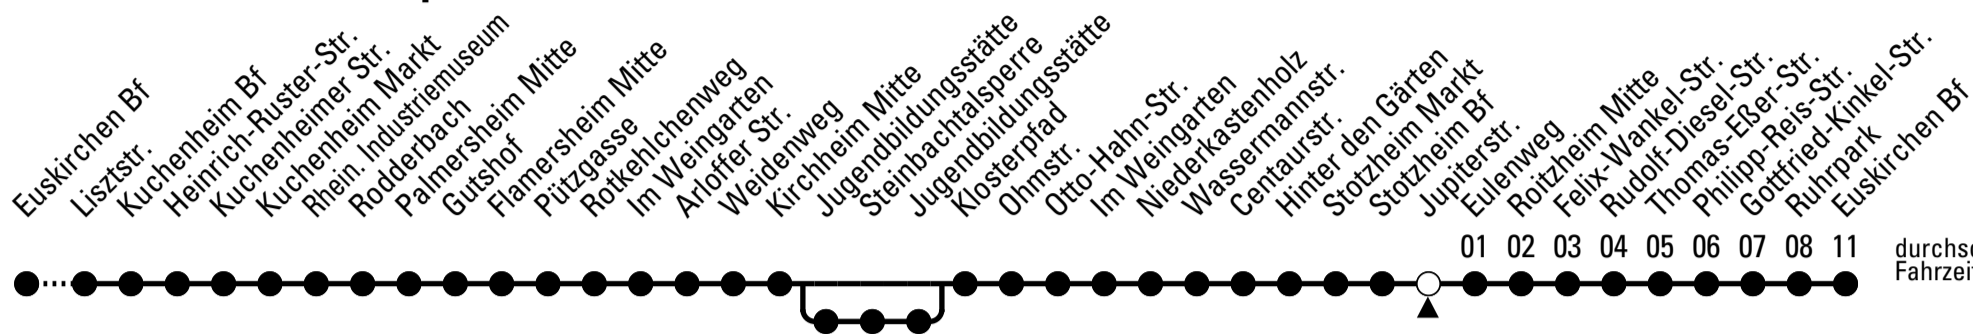 Euskirchen Bf
Lisztstr.
Kuchenheim Bf
Heinrich-Ruster-Str.
Kuchenheimer Str.
Kuchenheim Markt
Rhein. Industriemuseum
Rodderbach
Palmersheim Mitte
Gutshof
Flamersheim Mitte
Pützgasse
Rotkehlchenweg
Im Weingarten
Arloffer Str.
Weidenweg
Kirchheim Mitte
Jugendbildungsstätte
Steinbachtalsperre
Jugendbildungsstätte
Klosterpfad
Ohmstr.
Otto-Hahn-Str.
Im Weingarten
Niederkastenholz
Wassermannstr.
Centaurstr.
Hinter den Gärten
Stotzheim Markt
Stotzheim Bf
Jupiterstr.
Eulenweg
Roitzheim Mitte
Felix-Wankel-Str.
Rudolf-Diesel-Str.
Thomas-Eßer-Str.
Philipp-Reis-Str.
Gottfried-Kinkel-Str.
Ruhrpark
Euskirchen Bf
01 02 03 04 05 06 07 08 11